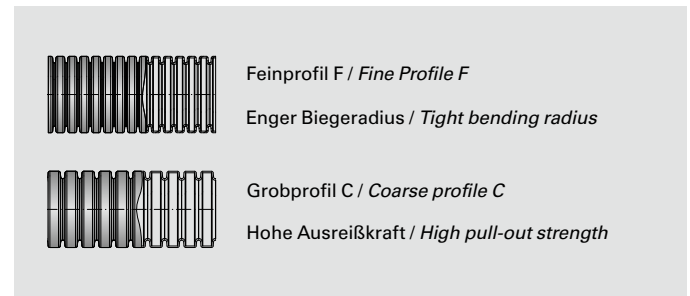 Feinprofil F / Fine Profile F
Enger Biegeradius / Tight bending radius
Grobprofil C / Coarse profile C
Hohe Ausreißkraft / High pull-out strength